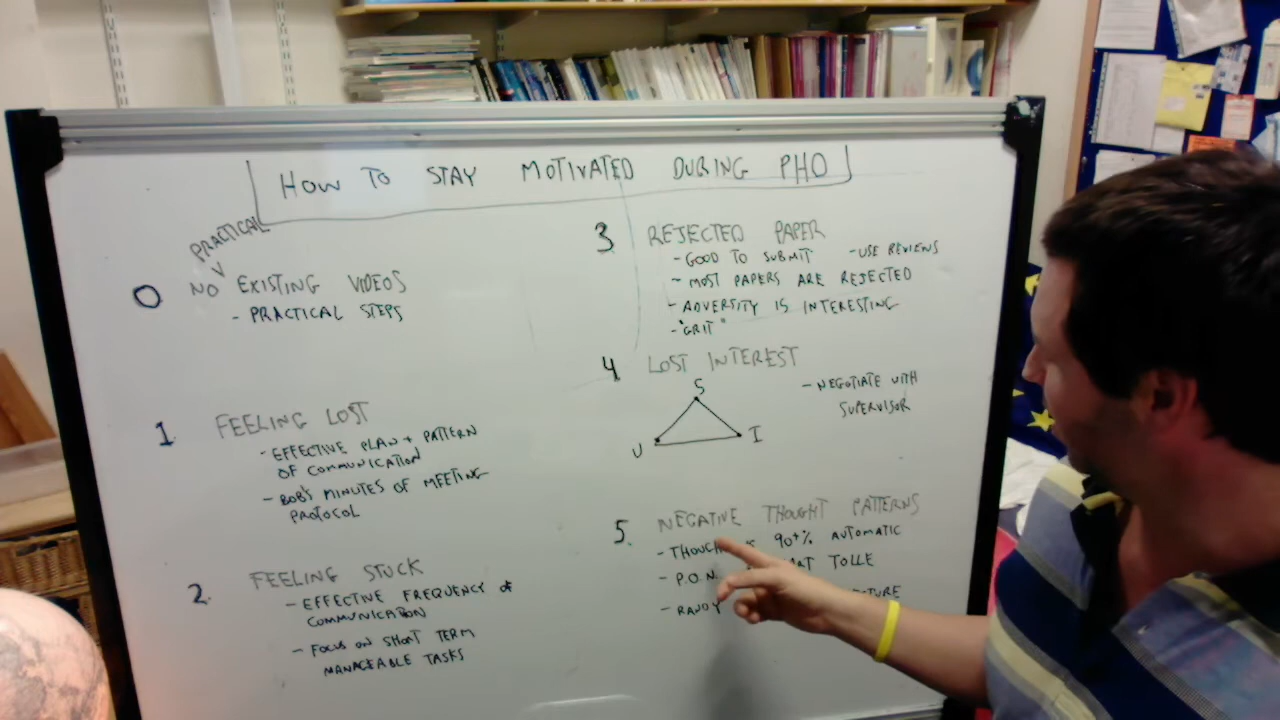 HOW TO STAY MOTIVATED DURING PHD
PRACTICAL
0 NO EXISTING VIDEOS
- PRACTICAL STEPS
1. FEELING LOST
- EFFECTIVE PLAN + PATTERN
OF COMMUNICATION
- BOB'S MINUTES OF MEETING
PROTOCOL
2. FEELING STUCK
- EFFECTIVE FREQUENCY OF
COMMUNICATION
- FOCUS ON SHORT TERM
MANAGEABLE TASKS
3 REJECTED PAPER
- GOOD TO SUBMIT - USE REVIEWS
- MOST PAPERS ARE REJECTED
- ADVERSITY IS INTERESTING
- "GRIT"
4 LOST INTEREST
S
U I
- NEGOTIATE WITH
SUPERVISOR
5. NEGATIVE THOUGHT PATTERNS
- 90+% AUTOMATIC
- P.O.N. TOLLE
- RANDY